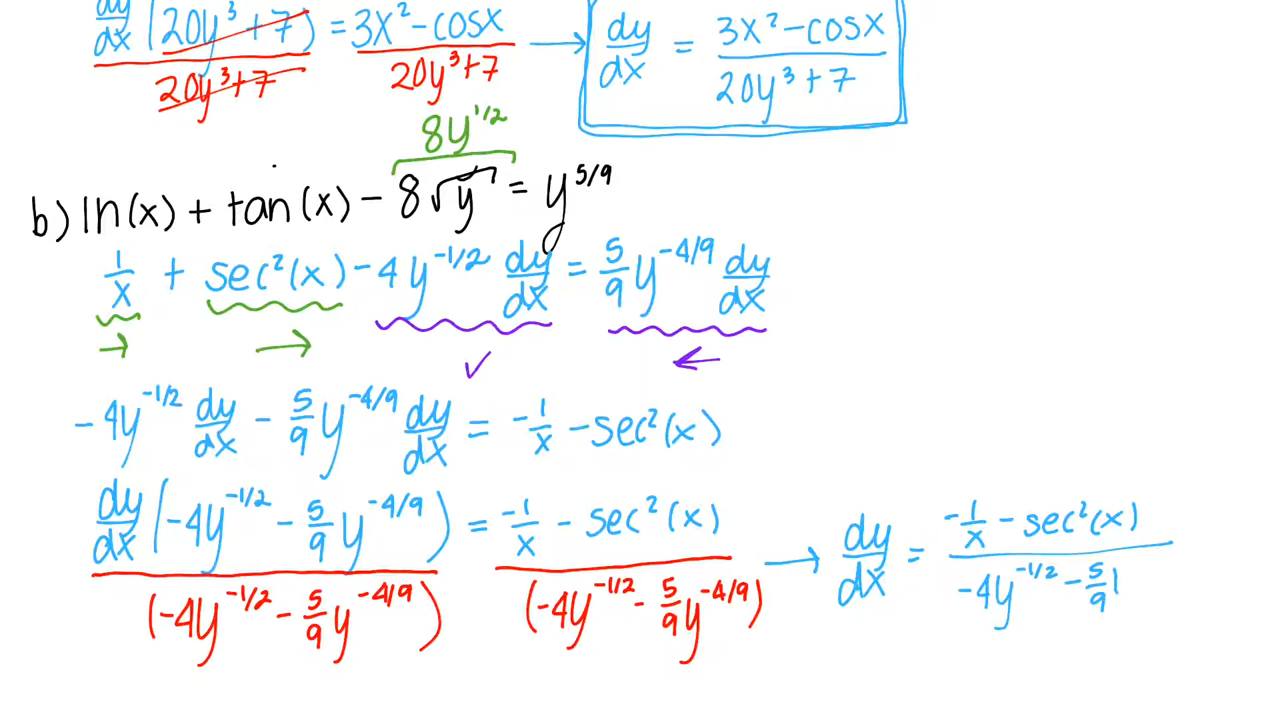 dy/dx (20y³ + 7) / 20y³ + 7 = 3x² - cosx / 20y³ + 7 → dy/dx = 3x² - cosx / 20y³ + 7
8y^1/2
b) ln(x) + tan(x) - 8√y = y^5/9
1/x + sec²(x) - 4y^-1/2 dy/dx = 5/9 y^-4/9 dy/dx
→ → ✓ ←
-4y^-1/2 dy/dx - 5/9 y^-4/9 dy/dx = -1/x - sec²(x)
dy/dx (-4y^-1/2 - 5/9 y^-4/9) / (-4y^-1/2 - 5/9 y^-4/9) = -1/x - sec²(x) / (-4y^-1/2 - 5/9 y^-4/9) → dy/dx = -1/x - sec²(x) / -4y^-1/2 - 5/9